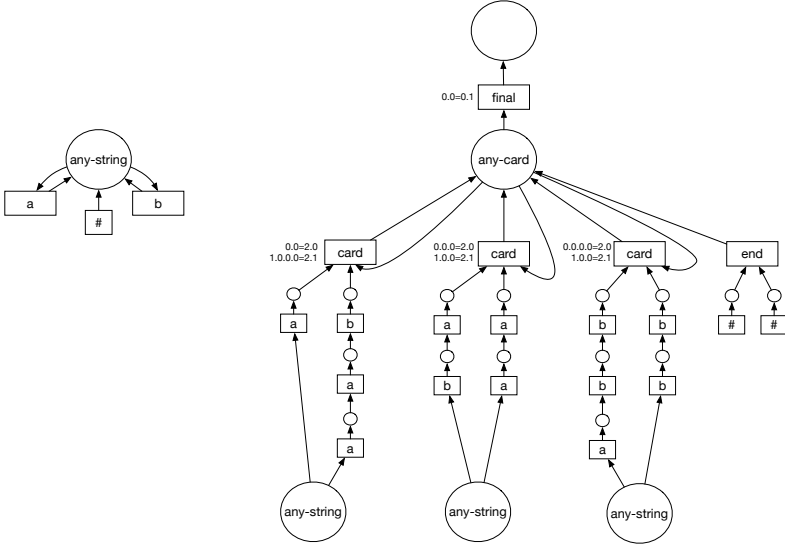 final
0.0=0.1
any-string
any-card
a
b
#
0.0=2.0
1.0.0.0=2.1
card
0.0.0=2.0
1.0.0=2.1
card
0.0.0.0=2.0
1.0.0=2.1
card
end
a
b
a
a
b
b
#
#
a
b
a
b
b
a
a
any-string
any-string
any-string